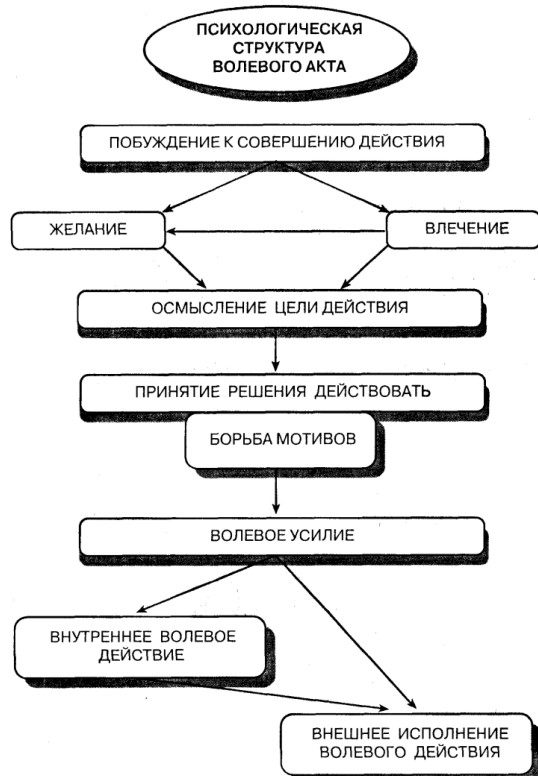 ПСИХОЛОГИЧЕСКАЯ
СТРУКТУРА
ВОЛЕВОГО АКТА
ПОБУЖДЕНИЕ К СОВЕРШЕНИЮ ДЕЙСТВИЯ
ЖЕЛАНИЕ
ВЛЕЧЕНИЕ
ОСМЫСЛЕНИЕ ЦЕЛИ ДЕЙСТВИЯ
ПРИНЯТИЕ РЕШЕНИЯ ДЕЙСТВОВАТЬ
БОРЬБА МОТИВОВ
ВОЛЕВОЕ УСИЛИЕ
ВНУТРЕННЕЕ ВОЛЕВОЕ
ДЕЙСТВИЕ
ВНЕШНЕЕ ИСПОЛНЕНИЕ
ВОЛЕВОГО ДЕЙСТВИЯ